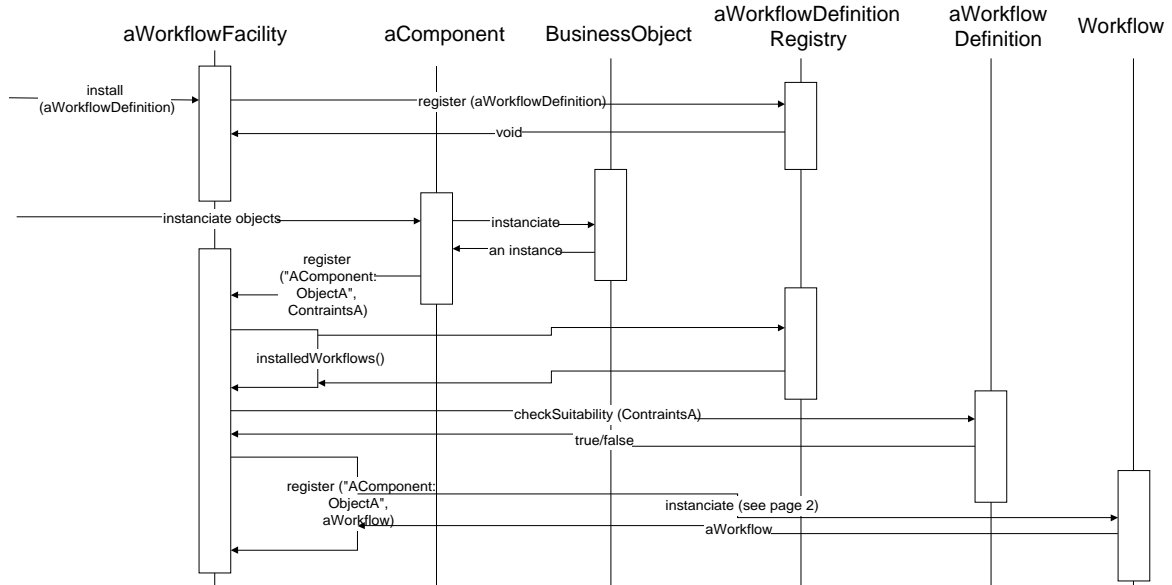 aWorkflowFacility
aComponent
BusinessObject
aWorkflowDefinition
Registry
aWorkflow
Definition
Workflow
install
(aWorkflowDefinition)
register (aWorkflowDefinition)
void
instanciate objects
instanciate
an instance
register
("AComponent:
ObjectA",
ContraintsA)
installedWorkflows()
checkSuitability (ContraintsA)
true/false
register ("AComponent:
ObjectA",
aWorkflow)
instanciate (see page 2)
aWorkflow